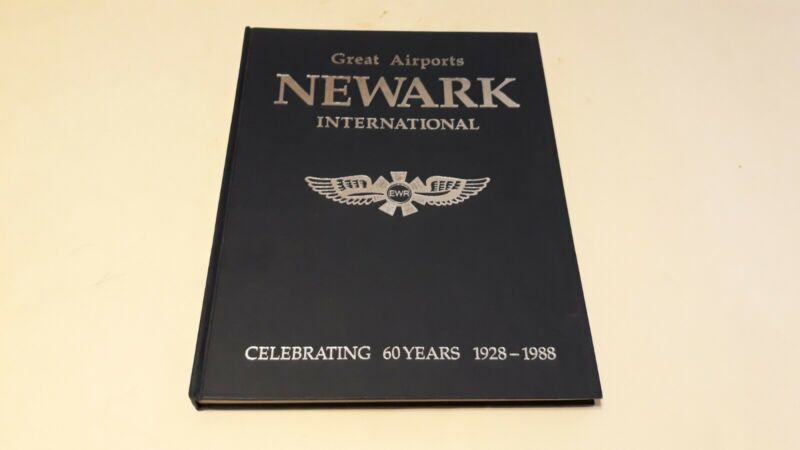 Great Airports
NEWARK
INTERNATIONAL
EWR
CELEBRATING 60 YEARS 1928–1988